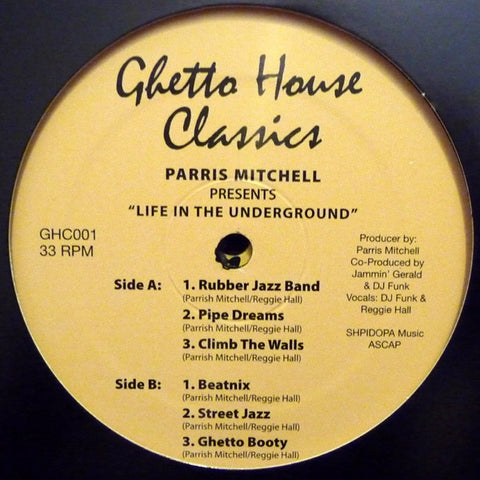 Ghetto House
Classics
PARRIS MITCHELL
PRESENTS
“LIFE IN THE UNDERGROUND”
GHC001
33 RPM
Side A: 1. Rubber Jazz Band
(Parrish Mitchell/Reggie Hall)
2. Pipe Dreams
(Parrish Mitchell/Reggie Hall)
3. Climb The Walls
(Parrish Mitchell/Reggie Hall)
Side B: 1. Beatnix
(Parrish Mitchell/Reggie Hall)
2. Street Jazz
(Parrish Mitchell/Reggie Hall)
3. Ghetto Booty
(Parrish Mitchell/Reggie Hall)
Producer by:
Parris Mitchell
Co-Produced by
Jammin' Gerald
& DJ Funk
Vocals: DJ Funk &
Reggie Hall
SHPIDOPA Music
ASCAP